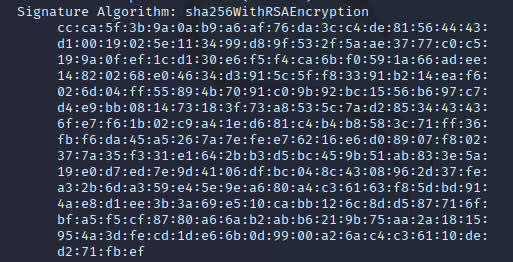 Signature Algorithm: sha256WithRSAEncryption
cc:ca:5f:3b:9a:0a:b9:a6:af:76:da:3c:c4:de:81:56:44:43:
d1:00:19:02:5e:11:34:99:d8:9f:53:2f:5a:ae:37:77:c0:c5:
19:9a:0f:ef:1c:d1:30:e6:f5:f4:ca:6b:f0:59:1a:66:ad:ee:
14:82:02:68:e0:46:34:d3:91:5c:5f:f8:33:91:b2:14:ea:f6:
02:6d:04:ff:55:89:4b:70:91:c0:9b:92:bc:15:56:b6:97:c7:
d4:e9:bb:08:14:73:18:3f:73:a8:53:5c:7a:d2:85:34:43:43:
6f:e7:f6:1b:02:c9:a4:1e:d6:81:c4:b4:b8:58:3c:71:ff:36:
fb:f6:da:45:a5:26:7a:7e:fe:e7:62:16:e6:d0:89:07:f8:02:
37:7a:35:f3:31:e1:64:2b:b3:d5:bc:45:9b:51:ab:83:3e:5a:
19:e0:d7:ed:7e:9d:41:06:df:bc:04:8c:43:08:96:2d:37:fe:
a3:2b:6d:a3:59:e4:5e:9e:a6:80:a4:c3:61:63:f8:5d:bd:91:
4a:e8:d1:ee:3b:3a:69:e5:10:ca:bb:12:6c:8d:d5:87:71:6f:
bf:a5:f5:cf:87:80:a6:6a:b2:ab:b6:21:9b:75:aa:2a:18:15:
95:4a:3d:fe:cd:1d:e6:6b:0d:99:00:a2:6a:c4:c3:61:10:de:
d2:71:fb:ef